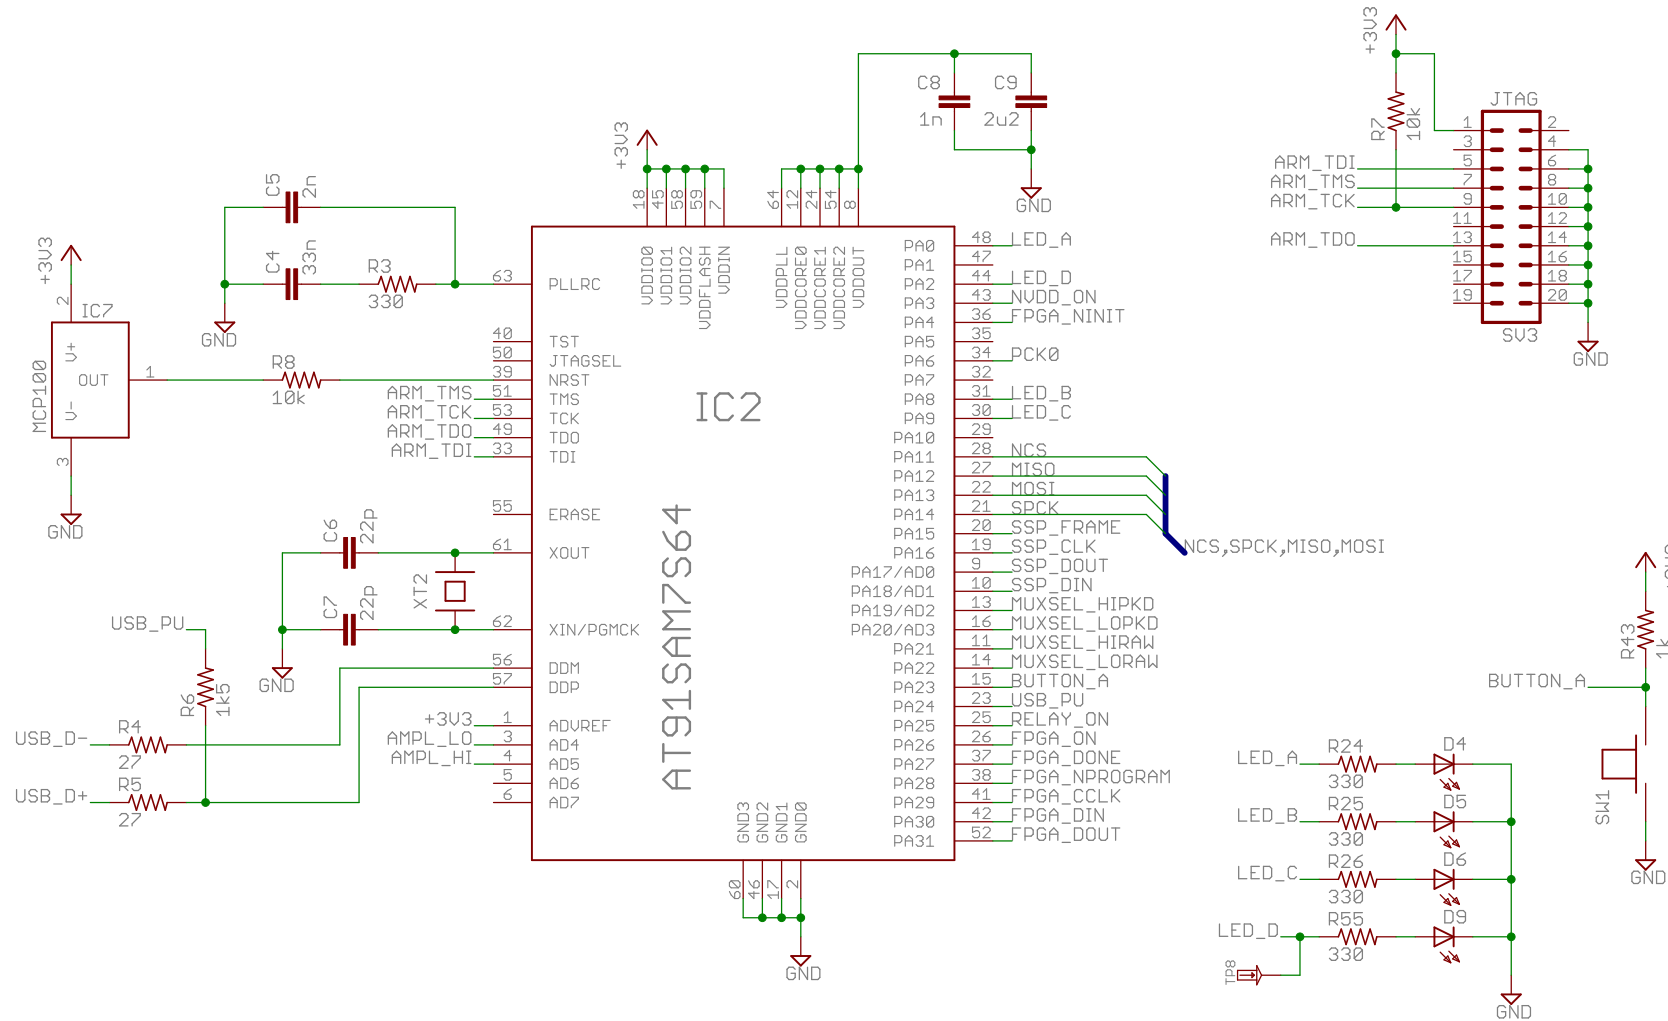 +3V3
JTAG
R7
10k
1
2
3
4
ARM_TDI
5
6
ARM_TMS
7
8
ARM_TCK
9
10
11
12
ARM_TDO
13
14
15
16
17
18
19
20
SV3
GND
C8
1n
C9
2u2
GND
+3V3
18
45
58
59
7
64
12
24
54
8
VDDIO0
VDDIO1
VDDIO2
VDDFLASH
VDDIN
VDDPLL
VDDCORE0
VDDCORE1
VDDCORE2
VDDOUT
C5
2n
C4
33n
R3
330
GND
+3V3
2
IC7
V+
OUT
V-
MCP100
1
3
GND
R8
10k
63 PLLRC
40 TST
50 JTAGSEL
39 NRST
ARM_TMS 51 TMS
ARM_TCK 53 TCK
ARM_TDO 49 TDO
ARM_TDI 33 TDI
55 ERASE
61 XOUT
62 XIN/PGMCK
56 DDM
57 DDP
+3V3 1 ADVREF
AMPL_LO 3 AD4
AMPL_HI 4 AD5
5 AD6
6 AD7
C6
22p
C7
22p
XT2
GND
USB_PU
R6
1k5
USB_D-
R4
27
USB_D+
R5
27
IC2
AT91SAM7S64
PA0 48 LED_A
PA1 47
PA2 44 LED_D
PA3 43 NVDD_ON
PA4 36 FPGA_NINIT
PA5 35
PA6 34 PCK0
PA7 32
PA8 31 LED_B
PA9 30 LED_C
PA10 29
PA11 28 NCS
PA12 27 MISO
PA13 22 MOSI
PA14 21 SPCK
PA15 20 SSP_FRAME
PA16 19 SSP_CLK
PA17/AD0 9 SSP_DOUT
PA18/AD1 10 SSP_DIN
PA19/AD2 13 MUXSEL_HIPKD
PA20/AD3 16 MUXSEL_LOPKD
PA21 11 MUXSEL_HIRAW
PA22 14 MUXSEL_LORAW
PA23 15 BUTTON_A
PA24 23 USB_PU
PA25 25 RELAY_ON
PA26 26 FPGA_ON
PA27 37 FPGA_DONE
PA28 38 FPGA_NPROGRAM
PA29 41 FPGA_CCLK
PA30 42 FPGA_DIN
PA31 52 FPGA_DOUT
NCS,SPCK,MISO,MOSI
GND3
GND2
GND1
GND0
60
46
17
2
GND
R43
1k
BUTTON_A
SW1
GND
LED_A
R24
330
D4
LED_B
R25
330
D5
LED_C
R26
330
D6
LED_D
R55
330
D9
TP8
GND